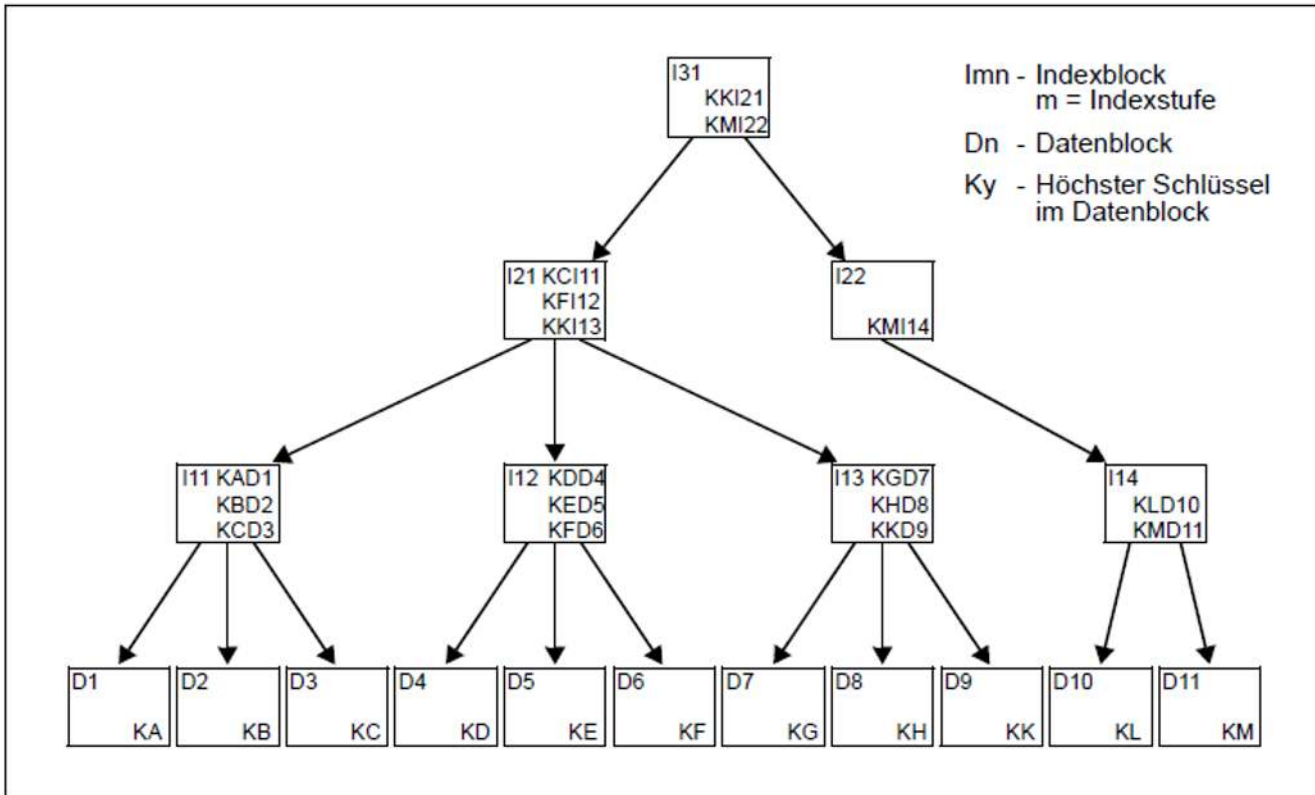 I31
KKI21
KMI22
Imn - Indexblock
m = Indexstufe
Dn - Datenblock
Ky - Höchster Schlüssel
im Datenblock
I21 KCI11
KFI12
KKI13
I22
KMI14
I11 KAD1
KBD2
KCD3
I12 KDD4
KED5
KFD6
I13 KGD7
KHD8
KKD9
I14
KLD10
KMD11
D1
KA
D2
KB
D3
KC
D4
KD
D5
KE
D6
KF
D7
KG
D8
KH
D9
KK
D10
KL
D11
KM